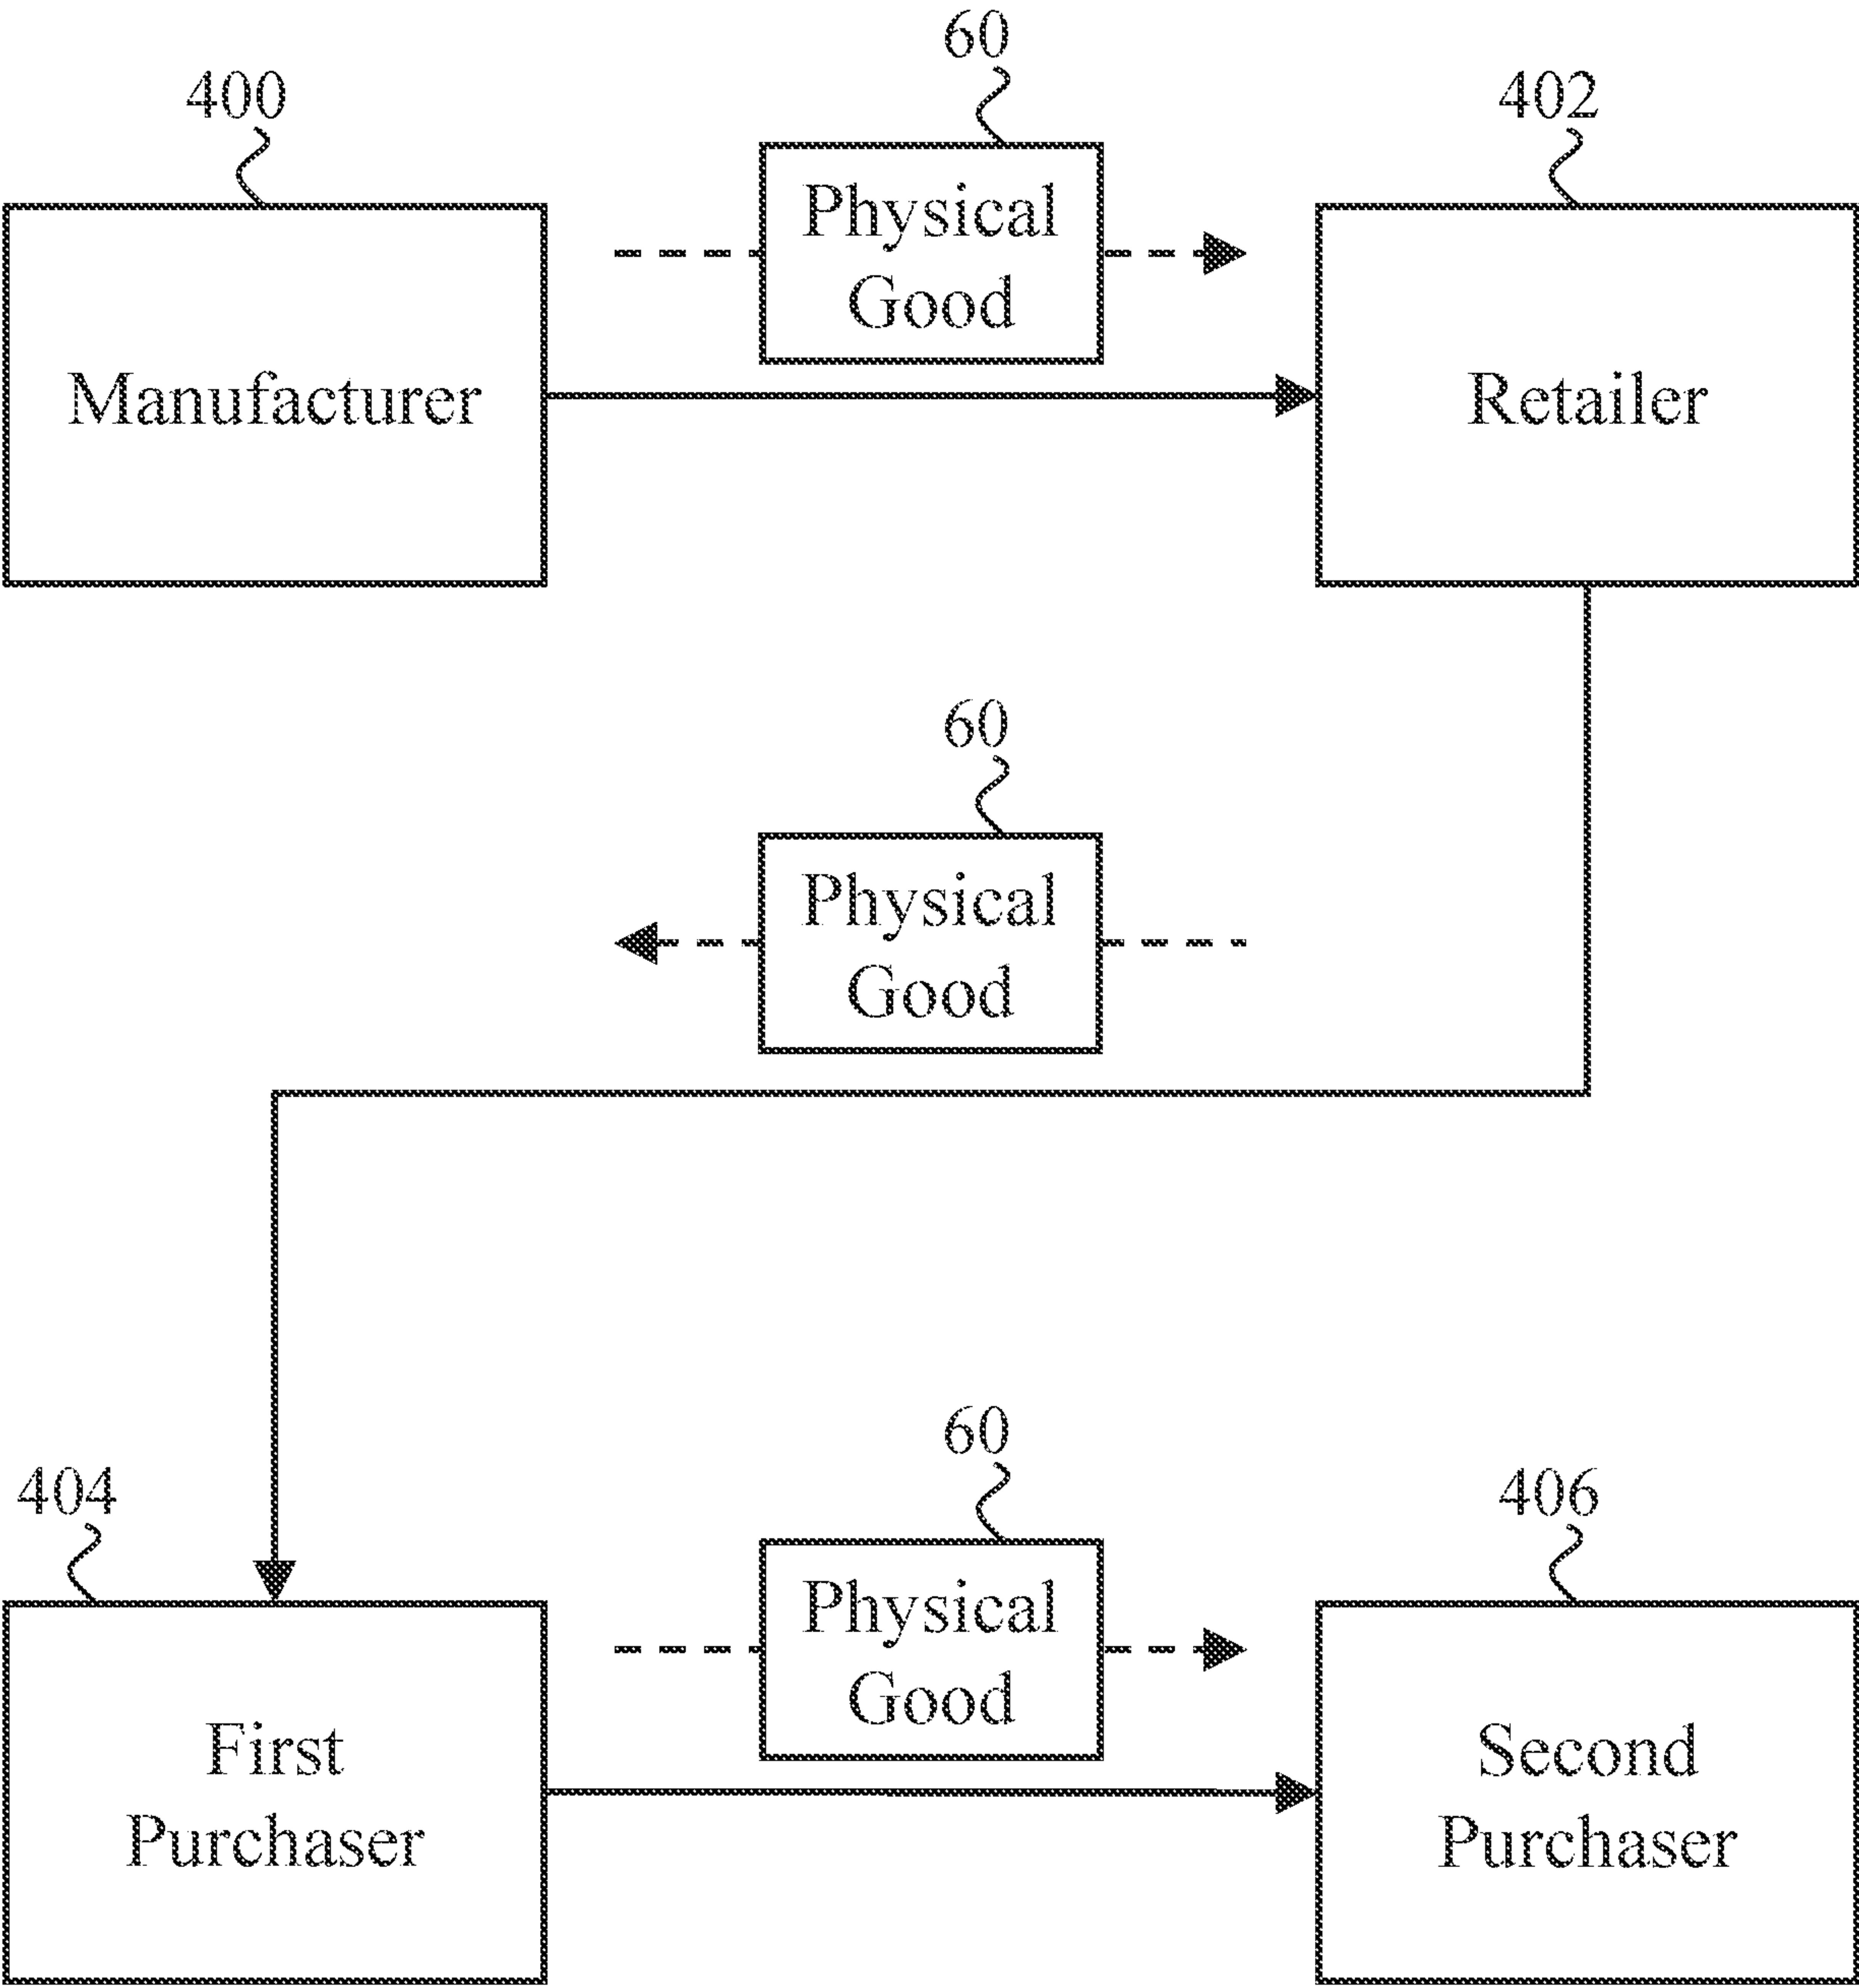 60
400
402
Physical
Good
Manufacturer
Retailer
60
Physical
Good
60
404
406
Physical
Good
First
Purchaser
Second
Purchaser